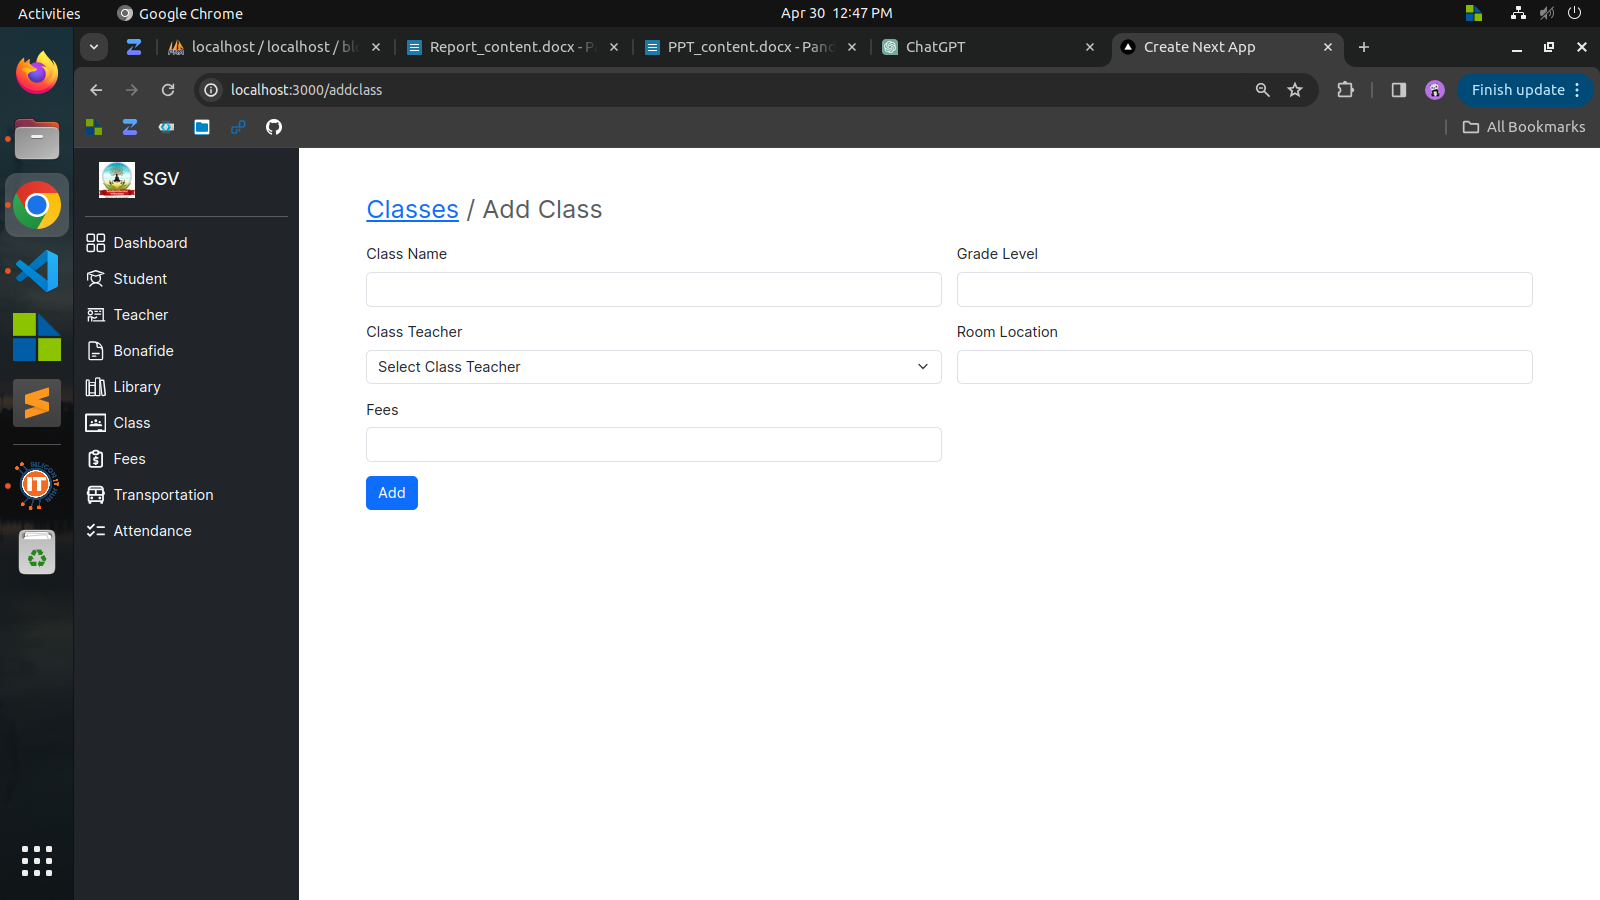 Activities
Google Chrome
Apr 30 12:47 PM
localhost / localhost / bl
Report_content.docx - P
PPT_content.docx - Pand
ChatGPT
Create Next App
localhost:3000/addclass
Finish update
All Bookmarks
SGV
Dashboard
Student
Teacher
Bonafide
Library
Class
Fees
Transportation
Attendance
Classes / Add Class
Class Name
Grade Level
Class Teacher
Room Location
Select Class Teacher
Fees
Add
IT